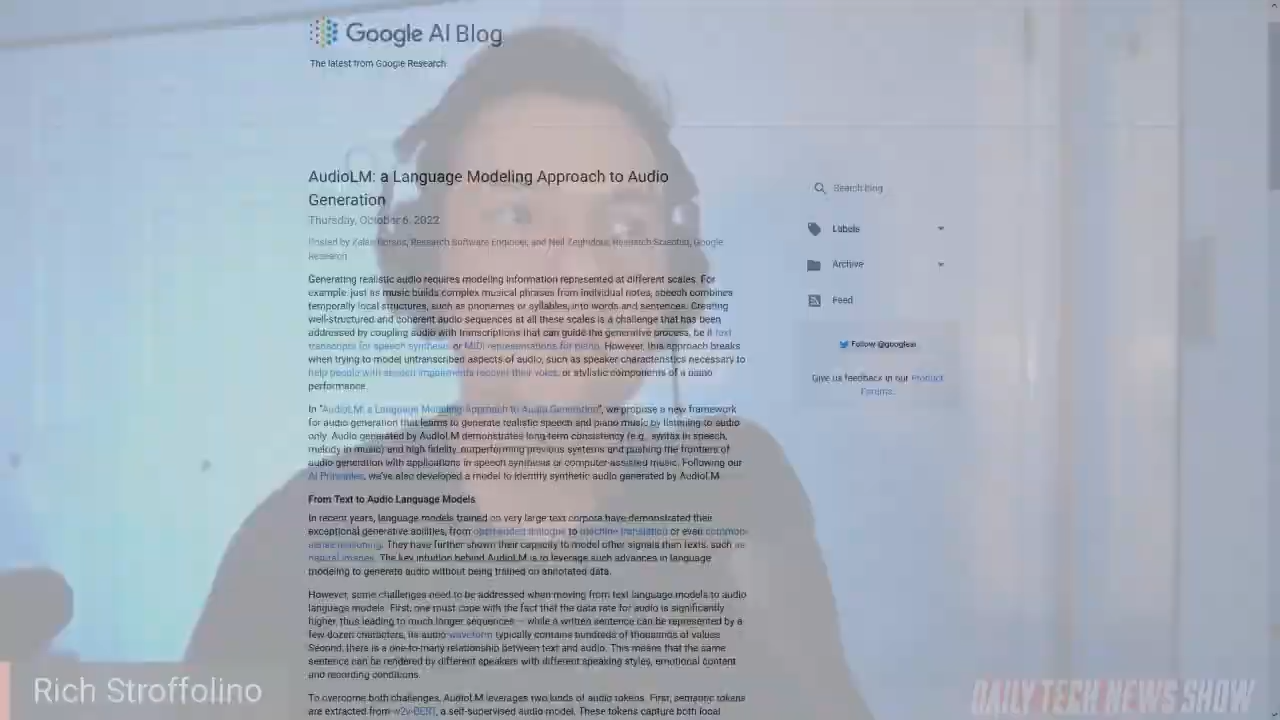 Google AI Blog
The latest from Google Research
AudioLM: a Language Modeling Approach to Audio
Generation
Thursday, October 6, 2022
Posted by Zalán Borsos, Research Software Engineer, and Neil Zeghidour, Research Scientist, Google
Research
Generating realistic audio requires modeling information represented at different scales. For
example, just as music builds complex musical phrases from individual notes, speech combines
temporally local structures, such as phonemes or syllables, into words and sentences. Creating
well-structured and coherent audio sequences at all these scales is a challenge that has been
addressed by coupling audio with transcriptions that can guide the generative process, be it text
transcripts for speech synthesis or MIDI representations for piano. However, this approach breaks
when trying to model untranscribed aspects of audio, such as speaker characteristics necessary to
help people with speech impairments recover their voice, or stylistic components of a piano
performance.
In "AudioLM: a Language Modeling Approach to Audio Generation", we propose a new framework
for audio generation that learns to generate realistic speech and piano music by listening to audio
only. Audio generated by AudioLM demonstrates long-term consistency (e.g., syntax in speech,
melody in music) and high fidelity, outperforming previous systems and pushing the frontiers of
audio generation with applications in speech synthesis or computer-assisted music. Following our
AI Principles, we've also developed a model to identify synthetic audio generated by AudioLM.
From Text to Audio Language Models
In recent years, language models trained on very large text corpora have demonstrated their
exceptional generative abilities, from open-ended dialogue to machine translation or even common-
sense reasoning. They have further shown their capacity to model other signals than texts, such as
natural images. The key intuition behind AudioLM is to leverage such advances in language
modeling to generate audio without being trained on annotated data.
However, some challenges need to be addressed when moving from text language models to audio
language models. First, one must cope with the fact that the data rate for audio is significantly
higher, thus leading to much longer sequences — while a written sentence can be represented by a
few dozen characters, its audio waveform typically contains hundreds of thousands of values.
Second, there is a one-to-many relationship between text and audio. This means that the same
sentence can be rendered by different speakers with different speaking styles, emotional content
and recording conditions.
To overcome both challenges, AudioLM leverages two kinds of audio tokens. First, semantic tokens
are extracted from w2v-BERT, a self-supervised audio model. These tokens capture both local
Search blog
Labels
Archive
Feed
Follow @googleai
Give us feedback in our Product
Forums.
Rich Stroffolino
DAILY TECH NEWS SHOW